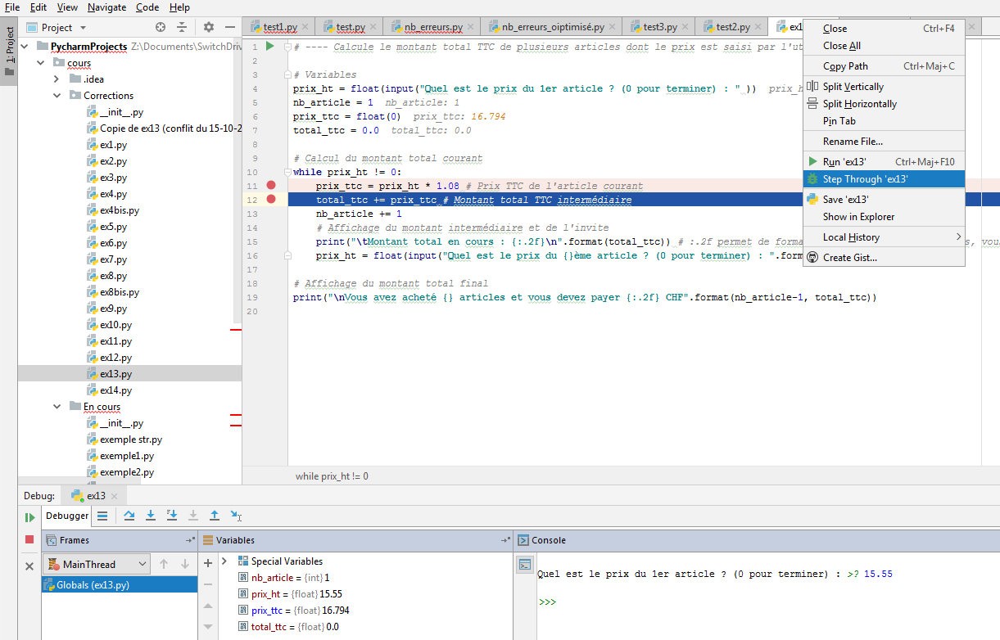 File Edit View Navigate Code Help
1: Project
Project
test1.py test.py nb_erreurs.py nb_erreurs_oiptimisé.py test3.py test2.py ex1
PycharmProjects Z:\Documents\SwitchDriv
cours
.idea
Corrections
__init__.py
Copie de ex13 (conflit du 15-10-2
ex1.py
ex2.py
ex3.py
ex4.py
ex4bis.py
ex5.py
ex6.py
ex7.py
ex8.py
ex8bis.py
ex9.py
ex10.py
ex11.py
ex12.py
ex13.py
ex14.py
En cours
__init__.py
exemple str.py
exemple1.py
exemple2.py
1 # ---- Calcule le montant total TTC de plusieurs articles dont le prix est saisi par l'ut
2
3 # Variables
4 prix_ht = float(input("Quel est le prix du 1er article ? (0 pour terminer) : " )) prix_h
5 nb_article = 1 nb_article: 1
6 prix_ttc = float(0) prix_ttc: 16.794
7 total_ttc = 0.0 total_ttc: 0.0
8
9 # Calcul du montant total courant
10 while prix_ht != 0:
11 prix_ttc = prix_ht * 1.08 # Prix TTC de l'article courant
12 total_ttc += prix_ttc # Montant total TTC intermédiaire
13 nb_article += 1
14 # Affichage du montant intermédiaire et de l'invite
15 print("\tMontant total en cours : {:.2f}\n".format(total_ttc)) # :.2f permet de forma s, vou
16 prix_ht = float(input("Quel est le prix du {}ème article ? (0 pour terminer) : ".form
17
18 # Affichage du montant total final
19 print("\nVous avez acheté {} articles et vous devez payer {:.2f} CHF".format(nb_article-1, total_ttc))
20
while prix_ht != 0
Close Ctrl+F4
Close All
Copy Path Ctrl+Maj+C
Split Vertically
Split Horizontally
Pin Tab
Rename File...
Run 'ex13' Ctrl+Maj+F10
Step Through 'ex13'
Save 'ex13'
Show in Explorer
Local History
Create Gist...
Debug: ex13
Debugger
Frames
MainThread
Globals (ex13.py)
Variables
Special Variables
nb_article = {int} 1
prix_ht = {float} 15.55
prix_ttc = {float} 16.794
total_ttc = {float} 0.0
Console
Quel est le prix du 1er article ? (0 pour terminer) : >? 15.55
>>>